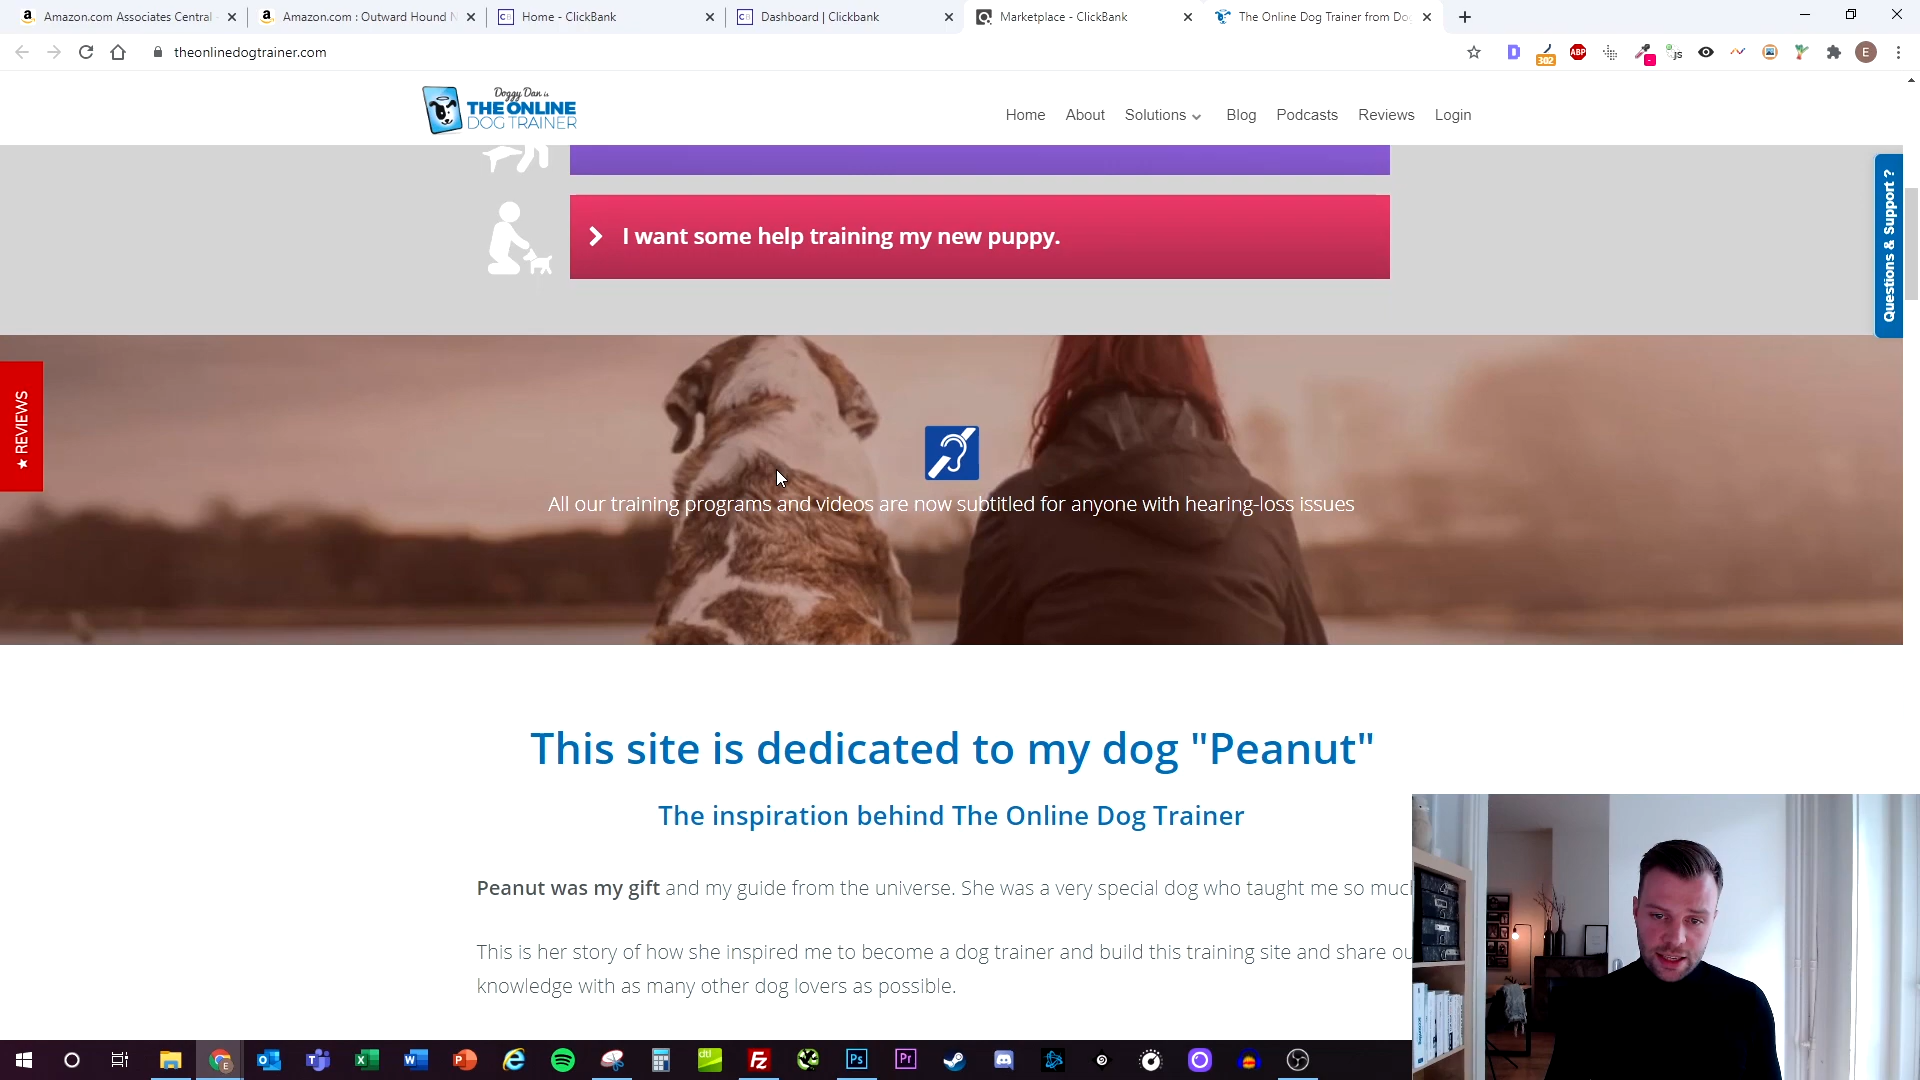 Amazon.com Associates Central
Amazon.com : Outward Hound N
Home - ClickBank
Dashboard | Clickbank
Marketplace - ClickBank
The Online Dog Trainer from Do
theonlinedogtrainer.com
302
ABP
JS
E
Doggy Dan is
THE ONLINE
DOG TRAINER
Home
About
Solutions
Blog
Podcasts
Reviews
Login
I want some help training my new puppy.
Questions & Support ?
★ REVIEWS
All our training programs and videos are now subtitled for anyone with hearing-loss issues
This site is dedicated to my dog "Peanut"
The inspiration behind The Online Dog Trainer
Peanut was my gift and my guide from the universe. She was a very special dog who taught me so much
This is her story of how she inspired me to become a dog trainer and build this training site and share ou
knowledge with as many other dog lovers as possible.